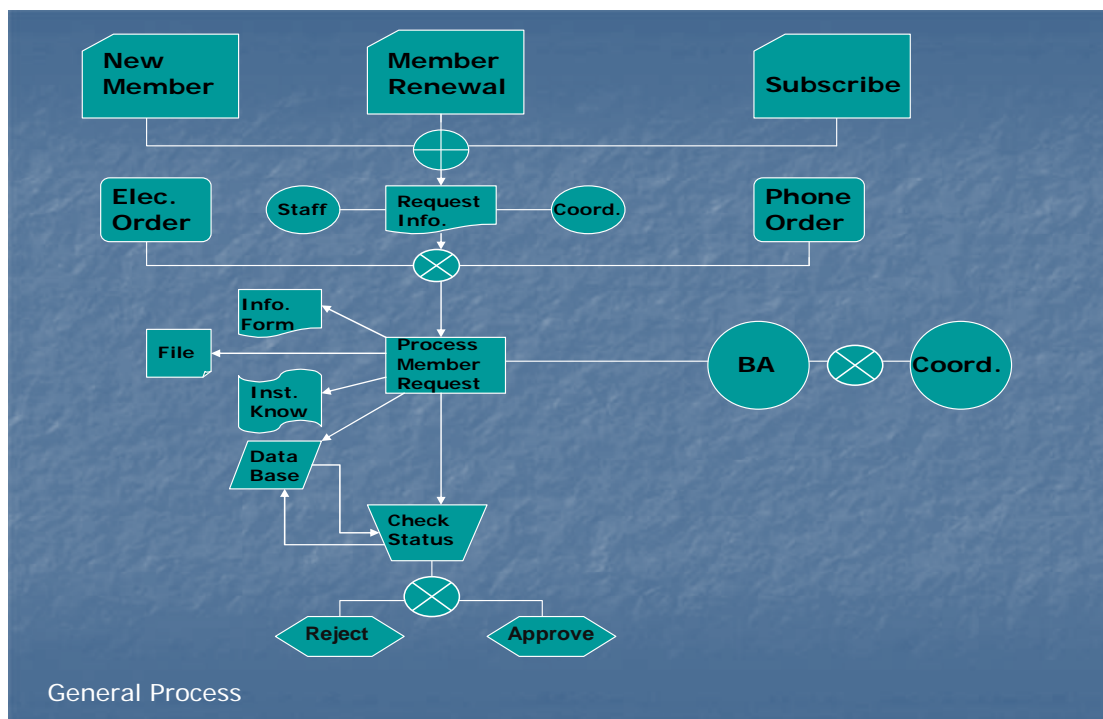 New
Member
Member
Renewal
Subscribe
Elec.
Order
Staff
Request
Info.
Coord.
Phone
Order
Info.
Form
File
Process
Member
Request
BA
Coord.
Inst.
Know
Data
Base
Check
Status
Reject
Approve
General Process